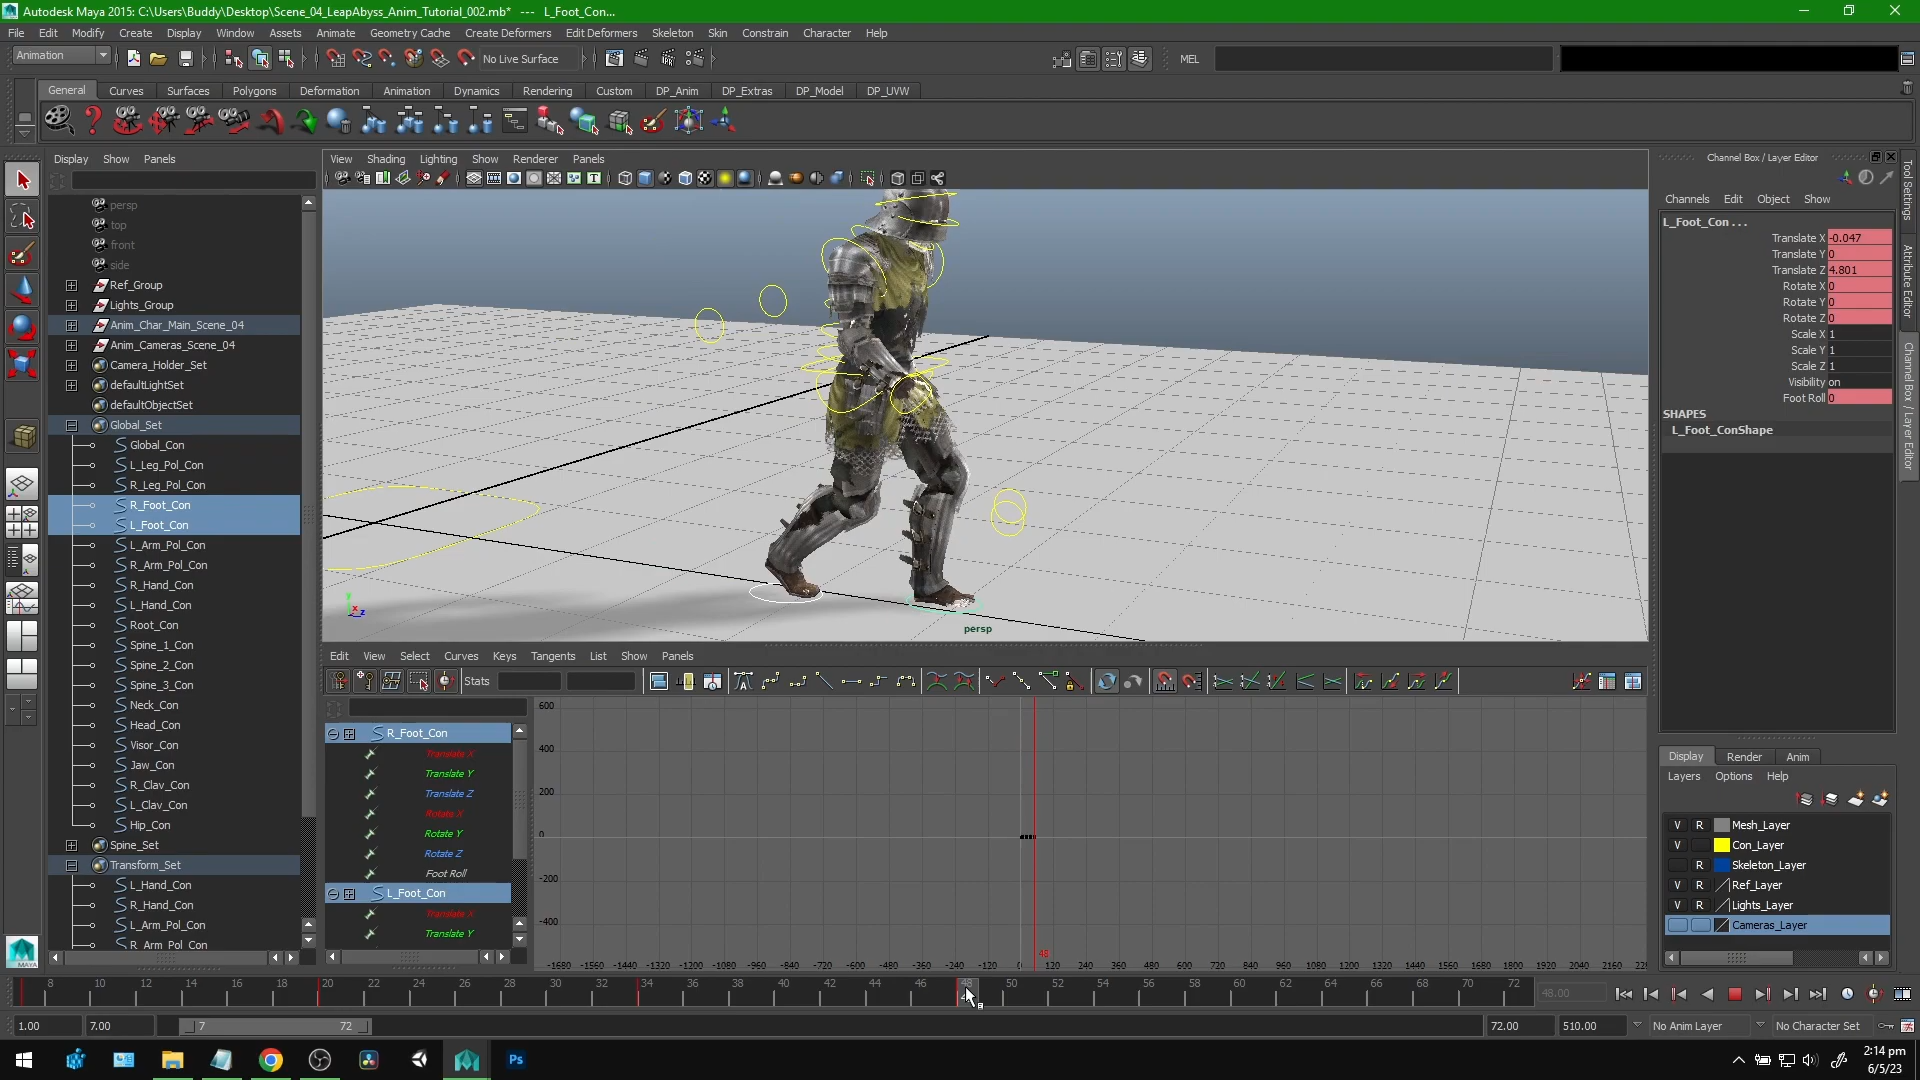 Autodesk Maya 2015: C:\Users\Buddy\Desktop\Scene_04_LeapAbyss_Anim_Tutorial_002.mb* --- L_Foot_Con...
File Edit Modify Create Display Window Assets Animate Geometry Cache Create Deformers Edit Deformers Skeleton Skin Constrain Character Help
Animation No Live Surface MEL
General Curves Surfaces Polygons Deformation Animation Dynamics Rendering Custom DP_Anim DP_Extras DP_Model DP_UVW
Display Show Panels
View Shading Lighting Show Renderer Panels
Channel Box / Layer Editor
Channels Edit Object Show
persp
top
front
side
Ref_Group
Lights_Group
Anim_Char_Main_Scene_04
Anim_Cameras_Scene_04
Camera_Holder_Set
defaultLightSet
defaultObjectSet
Global_Set
Global_Con
L_Leg_Pol_Con
R_Leg_Pol_Con
R_Foot_Con
L_Foot_Con
L_Arm_Pol_Con
R_Arm_Pol_Con
R_Hand_Con
L_Hand_Con
Root_Con
Spine_1_Con
Spine_2_Con
Spine_3_Con
Neck_Con
Head_Con
Visor_Con
Jaw_Con
R_Clav_Con
L_Clav_Con
Hip_Con
Spine_Set
Transform_Set
L_Hand_Con
R_Hand_Con
L_Arm_Pol_Con
R_Arm_Pol_Con
y x z
persp
L_Foot_Con ...
Translate X -0.047
Translate Y 0
Translate Z 4.801
Rotate X 0
Rotate Y 0
Rotate Z 0
Scale X 1
Scale Y 1
Scale Z 1
Visibility on
Foot Roll 0
SHAPES
L_Foot_ConShape
Tool Settings
Attribute Editor
Channel Box / Layer Editor
Edit View Select Curves Keys Tangents List Show Panels
Stats
R_Foot_Con
Translate X
Translate Y
Translate Z
Rotate X
Rotate Y
Rotate Z
Foot Roll
L_Foot_Con
Translate X
Translate Y
600
400
200
0
-200
-400
48
-1680 -1560 -1440 -1320 -1200 -1080 -960 -840 -720 -600 -480 -360 -240 -120 0 120 240 360 480 600 720 840 960 1080 1200 1320 1440 1560 1680 1800 1920 2040 2160
Display Render Anim
Layers Options Help
V R Mesh_Layer
V Con_Layer
R Skeleton_Layer
V R Ref_Layer
V R Lights_Layer
Cameras_Layer
8 10 12 14 16 18 20 22 24 26 28 30 32 34 36 38 40 42 44 46 48 50 52 54 56 58 60 62 64 66 68 70 72
48.00
1.00 7.00 7 72 72.00 510.00 No Anim Layer No Character Set
MAYA
Ps
2:14 pm
6/5/23